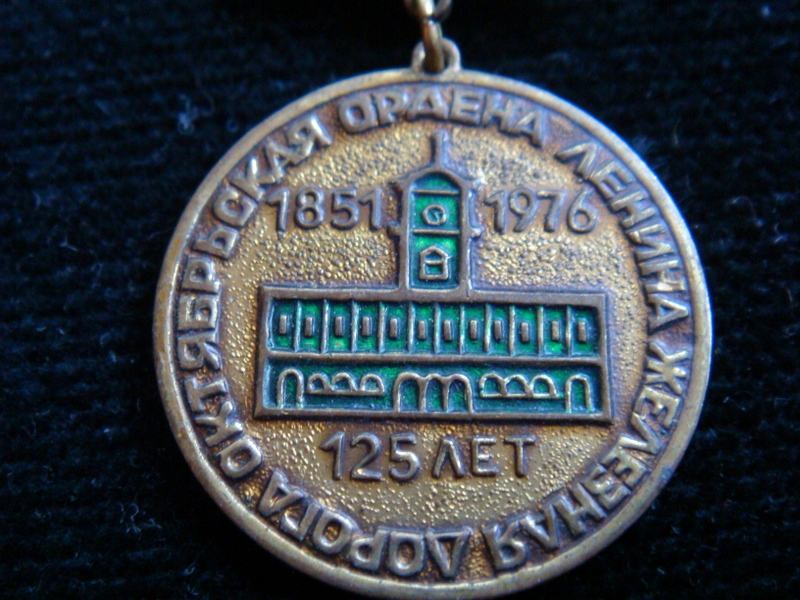 ОКТЯБРЬСКАЯ ОРДЕНА ЛЕНИНА ЖЕЛЕЗНАЯ ДОРОГА
1851 1976
125 ЛЕТ